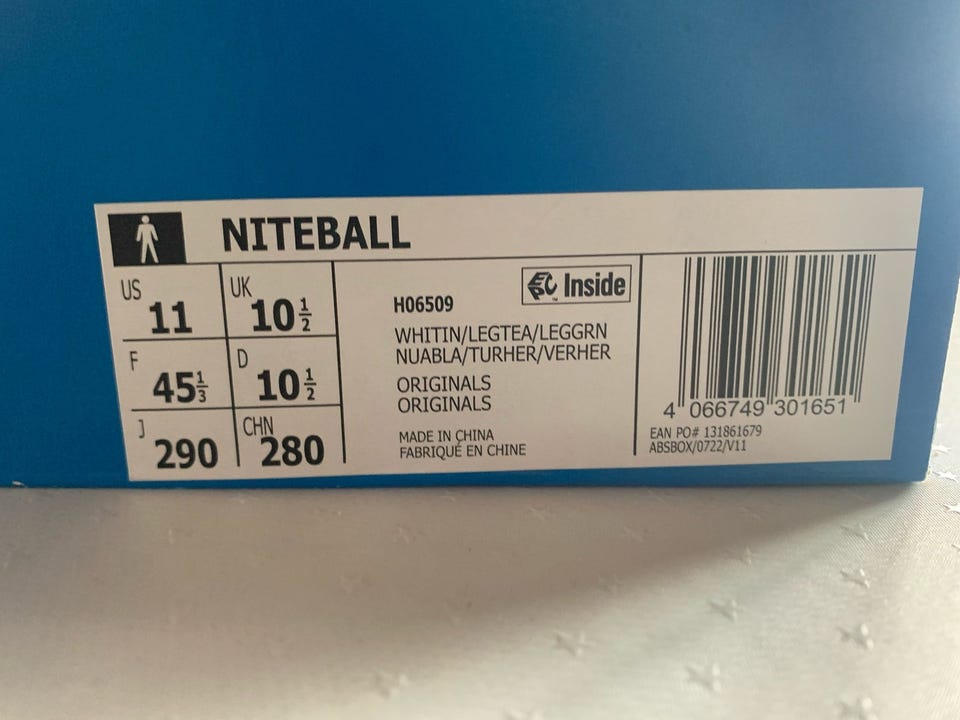 NITEBALL
US 11
UK 10 1/2
F 45 1/3
D 10 1/2
J 290
CHN 280
EPC Inside
™
H06509
WHITIN/LEGTEA/LEGGRN
NUABLA/TURHER/VERHER
ORIGINALS
ORIGINALS
MADE IN CHINA
FABRIQUÉ EN CHINE
4 066749 301651
EAN PO# 131861679
ABSBOX/0722/V11